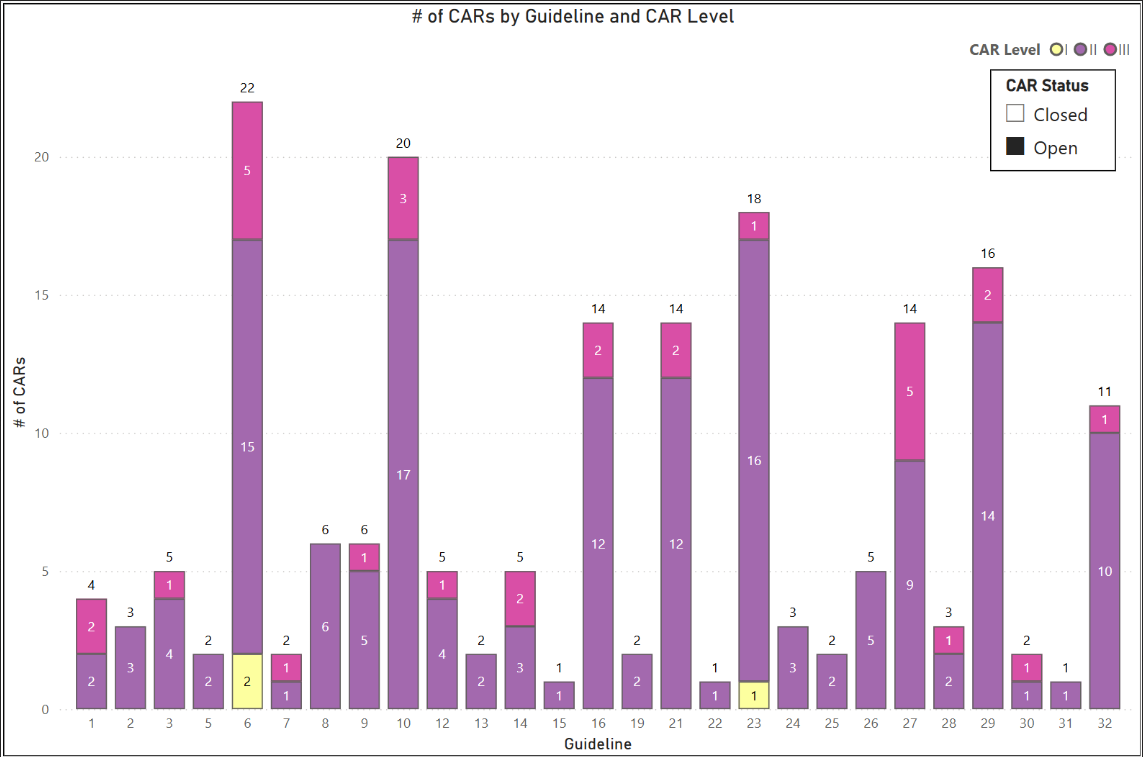 # of CARs by Guideline and CAR Level
CAR Level I II III
CAR Status
Closed
Open
# of CARs
20
15
10
5
0
4 3 5 2 22 2 6 6 20 5 2 5 1 14 2 14 1 18 3 2 5 14 3 16 2 1 11
2 1 5 1 1 3 1 2 2 2 1 5 1 2 1 1
2 3 4 2 15 1 6 5 17 4 2 3 1 12 2 12 1 16 3 2 5 9 2 14 1 1 10
2 1
1 2 3 5 6 7 8 9 10 12 13 14 15 16 19 21 22 23 24 25 26 27 28 29 30 31 32
Guideline